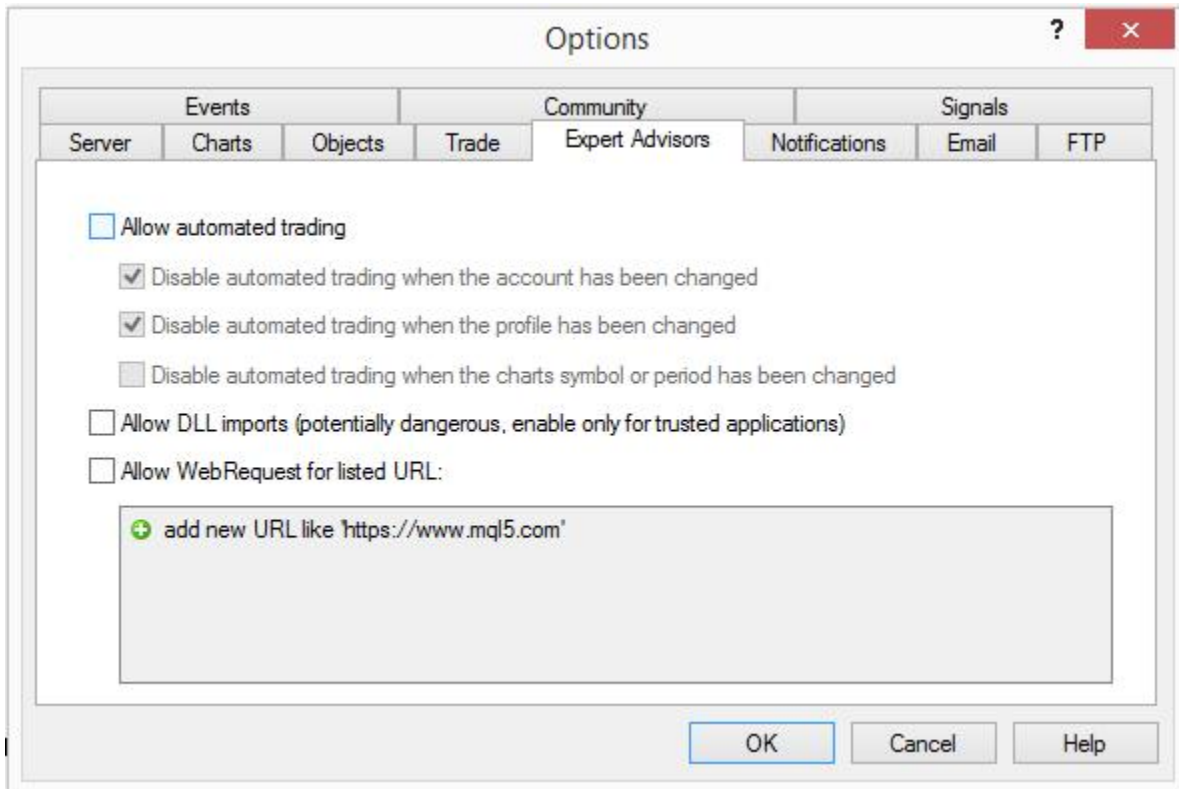 Options
?
×
Events Community Signals
Server Charts Objects Trade Expert Advisors Notifications Email FTP
Allow automated trading
Disable automated trading when the account has been changed
Disable automated trading when the profile has been changed
Disable automated trading when the charts symbol or period has been changed
Allow DLL imports (potentially dangerous, enable only for trusted applications)
Allow WebRequest for listed URL:
add new URL like 'https://www.mql5.com'
OK Cancel Help